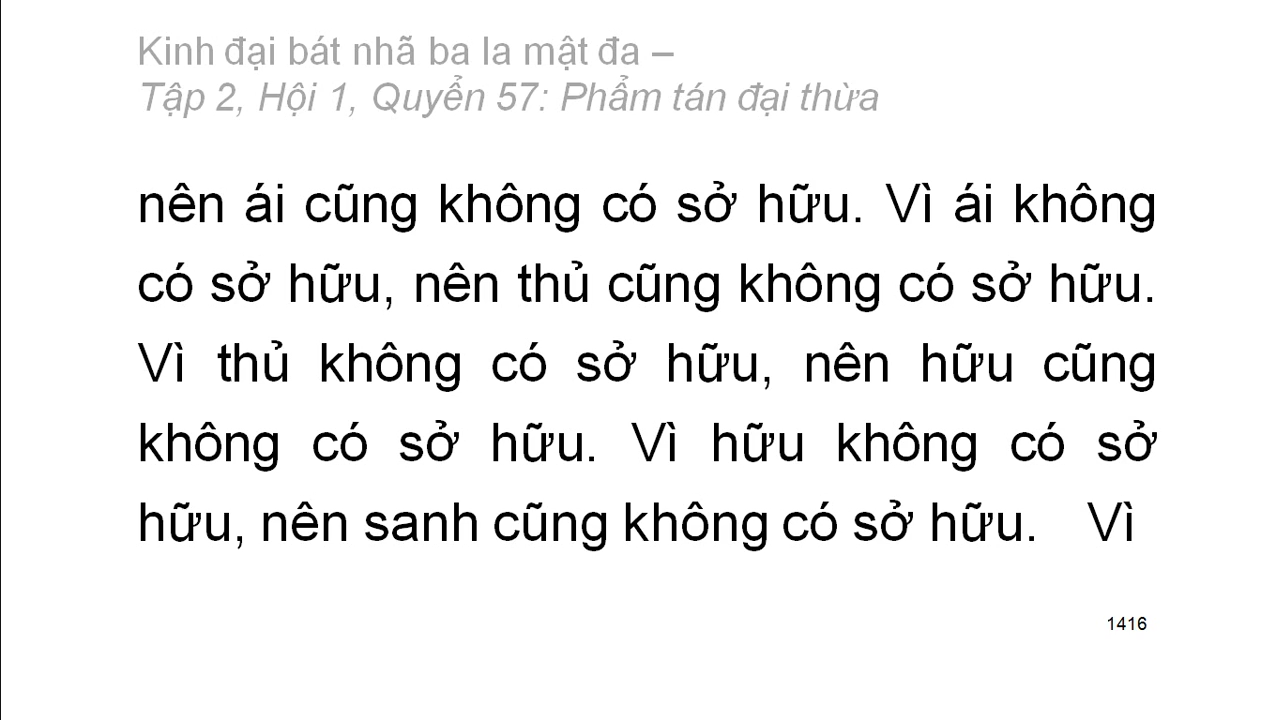 Kinh đại bát nhã ba la mật đa –
Tập 2, Hội 1, Quyển 57: Phẩm tán đại thừa
nên ái cũng không có sở hữu. Vì ái không
có sở hữu, nên thủ cũng không có sở hữu.
Vì thủ không có sở hữu, nên hữu cũng
không có sở hữu. Vì hữu không có sở
hữu, nên sanh cũng không có sở hữu. Vì
1416